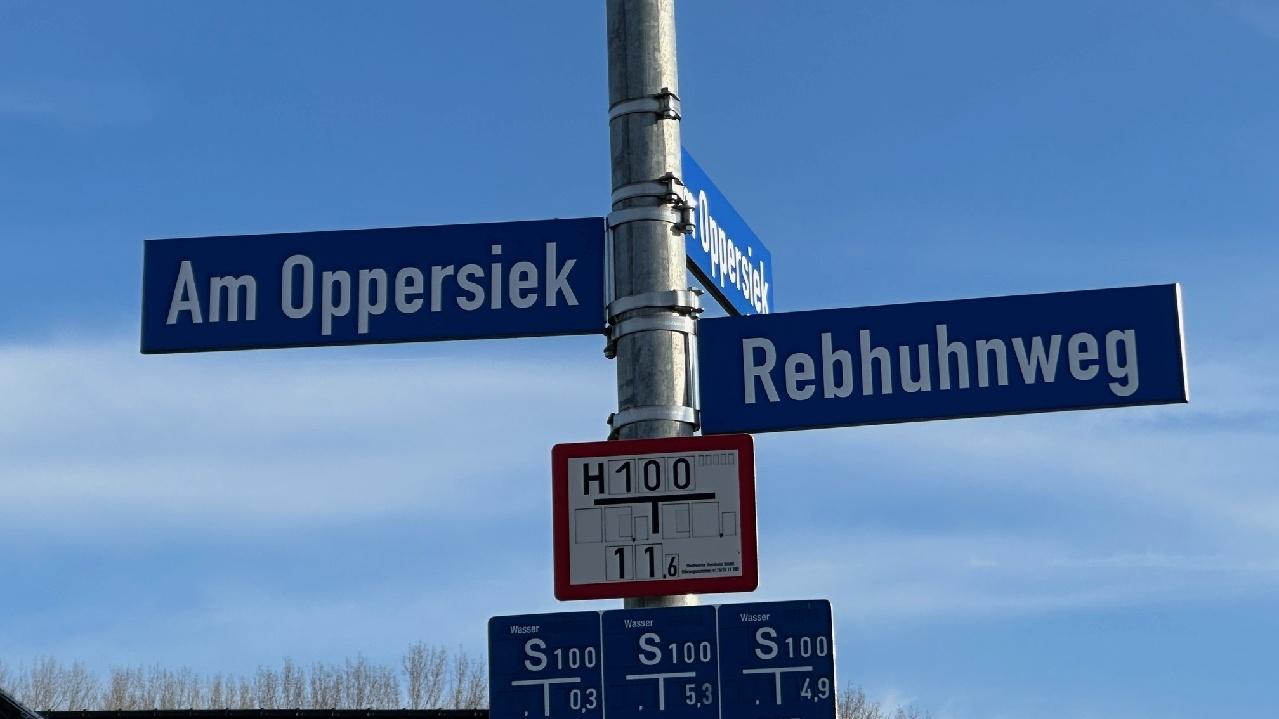 Am Oppersiek
Oppersiek
Rebhuhnweg
H100
11.6
Wasser
S100
0,3
Wasser
S100
5,3
Wasser
S100
4,9